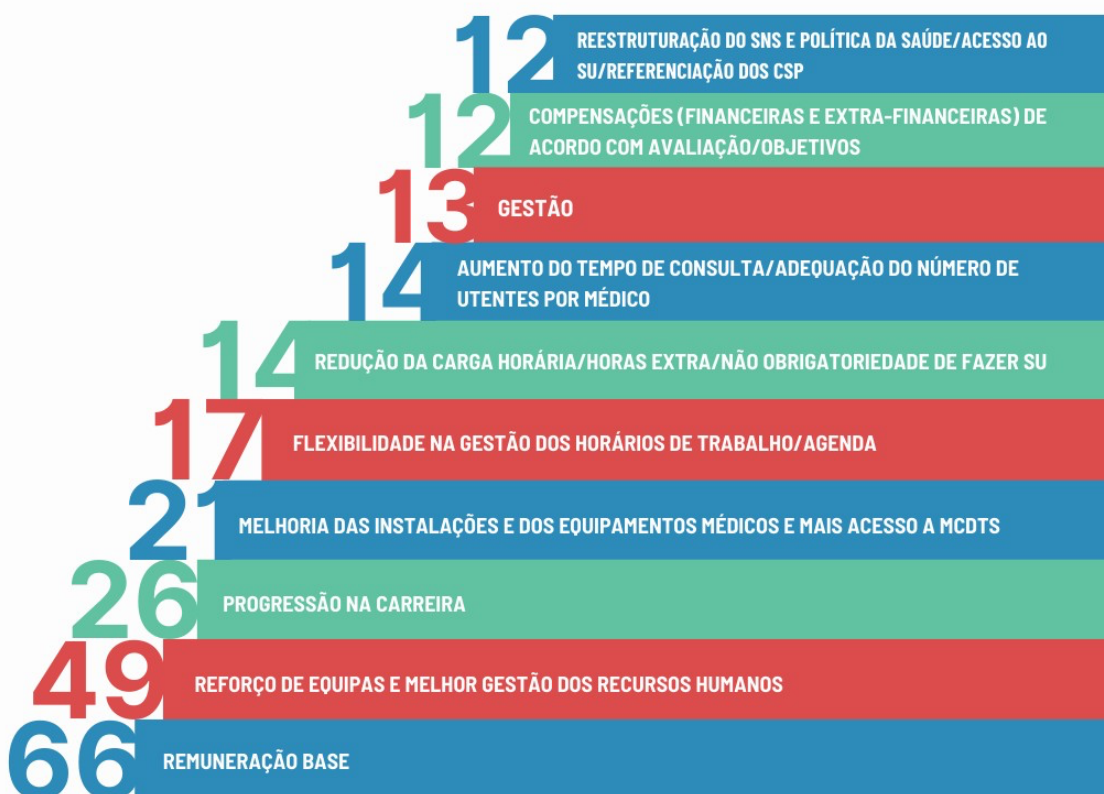 12
REESTRUTURAÇÃO DO SNS E POLÍTICA DA SAÚDE/ACESSO AO
SU/REFERENCIAÇÃO DOS CSP
12
COMPENSAÇÕES (FINANCEIRAS E EXTRA-FINANCEIRAS) DE
ACORDO COM AVALIAÇÃO/OBJETIVOS
13
GESTÃO
14
AUMENTO DO TEMPO DE CONSULTA/ADEQUAÇÃO DO NÚMERO DE
UTENTES POR MÉDICO
14
REDUÇÃO DA CARGA HORÁRIA/HORAS EXTRA/NÃO OBRIGATORIEDADE DE FAZER SU
17
FLEXIBILIDADE NA GESTÃO DOS HORÁRIOS DE TRABALHO/AGENDA
21
MELHORIA DAS INSTALAÇÕES E DOS EQUIPAMENTOS MÉDICOS E MAIS ACESSO A MCDTS
26
PROGRESSÃO NA CARREIRA
49
REFORÇO DE EQUIPAS E MELHOR GESTÃO DOS RECURSOS HUMANOS
66
REMUNERAÇÃO BASE